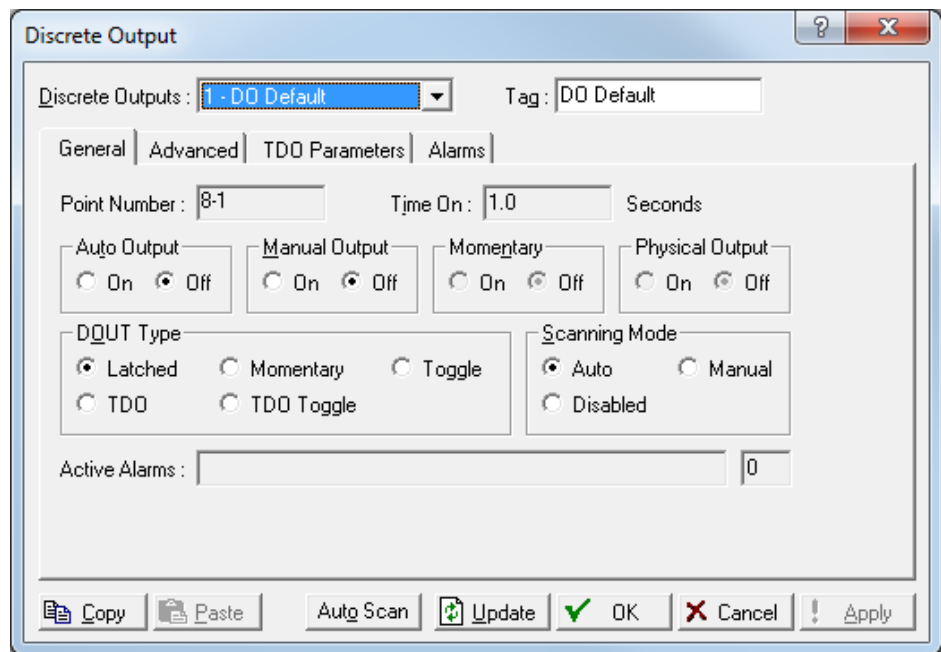 Discrete Output
Discrete Outputs : 1 - DO Default Tag : DO Default
General Advanced TDO Parameters Alarms
Point Number : 8-1 Time On : 1.0 Seconds
Auto Output Manual Output Momentary Physical Output
On Off On Off On Off On Off
DOUT Type Scanning Mode
Latched Momentary Toggle Auto Manual
TDO TDO Toggle Disabled
Active Alarms : 0
Copy Paste Auto Scan Update OK Cancel Apply